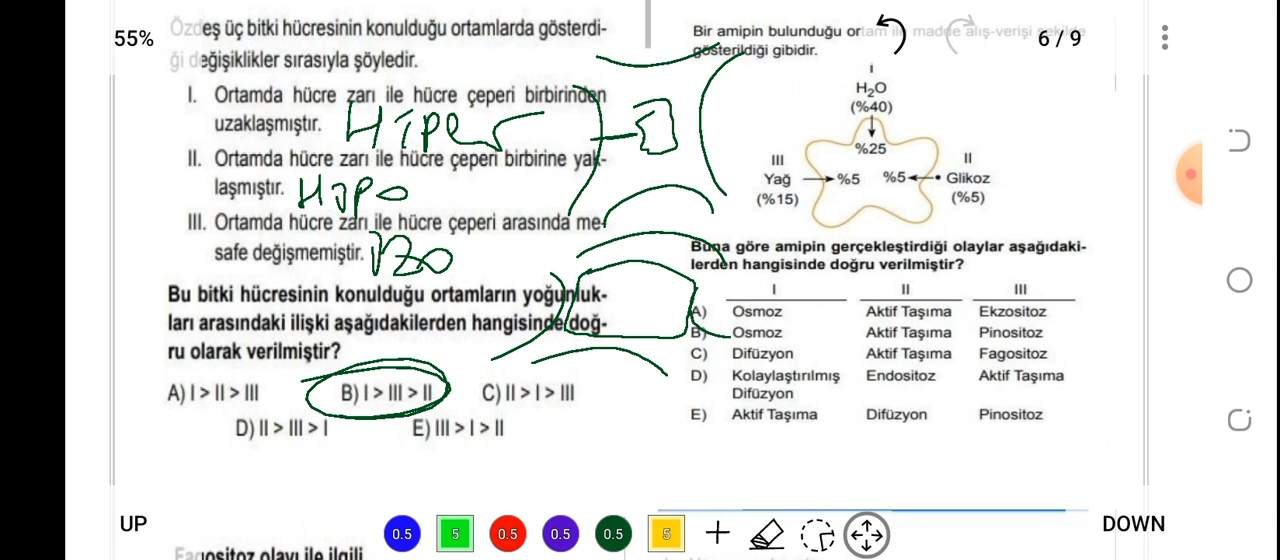 55%
6 / 9
Özdeş üç bitki hücresinin konulduğu ortamlarda gösterdi-
ği değişiklikler sırasıyla şöyledir.
I. Ortamda hücre zarı ile hücre çeperi birbirinden
uzaklaşmıştır.
Hiper
II. Ortamda hücre zarı ile hücre çeperi birbirine yak-
laşmıştır.
Hipo
III. Ortamda hücre zarı ile hücre çeperi arasında me-
safe değişmemiştir.
İzo
Bu bitki hücresinin konulduğu ortamların yoğunluk-
ları arasındaki ilişki aşağıdakilerden hangisinde doğ-
ru olarak verilmiştir?
A) I > II > III B) I > III > II C) II > I > III
D) II > III > I E) III > I > II
Bir amipin bulunduğu ortam ile madde alış-verişi şekilde
gösterildiği gibidir.
I
H₂O
(%40)
%25
III
Yağ
(%15)
%5
%5
II
Glikoz
(%5)
Buna göre amipin gerçekleştirdiği olaylar aşağıdaki-
lerden hangisinde doğru verilmiştir?
I II III
A) Osmoz Aktif Taşıma Ekzositoz
B) Osmoz Aktif Taşıma Pinositoz
C) Difüzyon Aktif Taşıma Fagositoz
D) Kolaylaştırılmış Endositoz Aktif Taşıma
Difüzyon
E) Aktif Taşıma Difüzyon Pinositoz
UP
0.5 5 0.5 0.5 0.5 5
DOWN
Fagositoz olayı ile ilgili